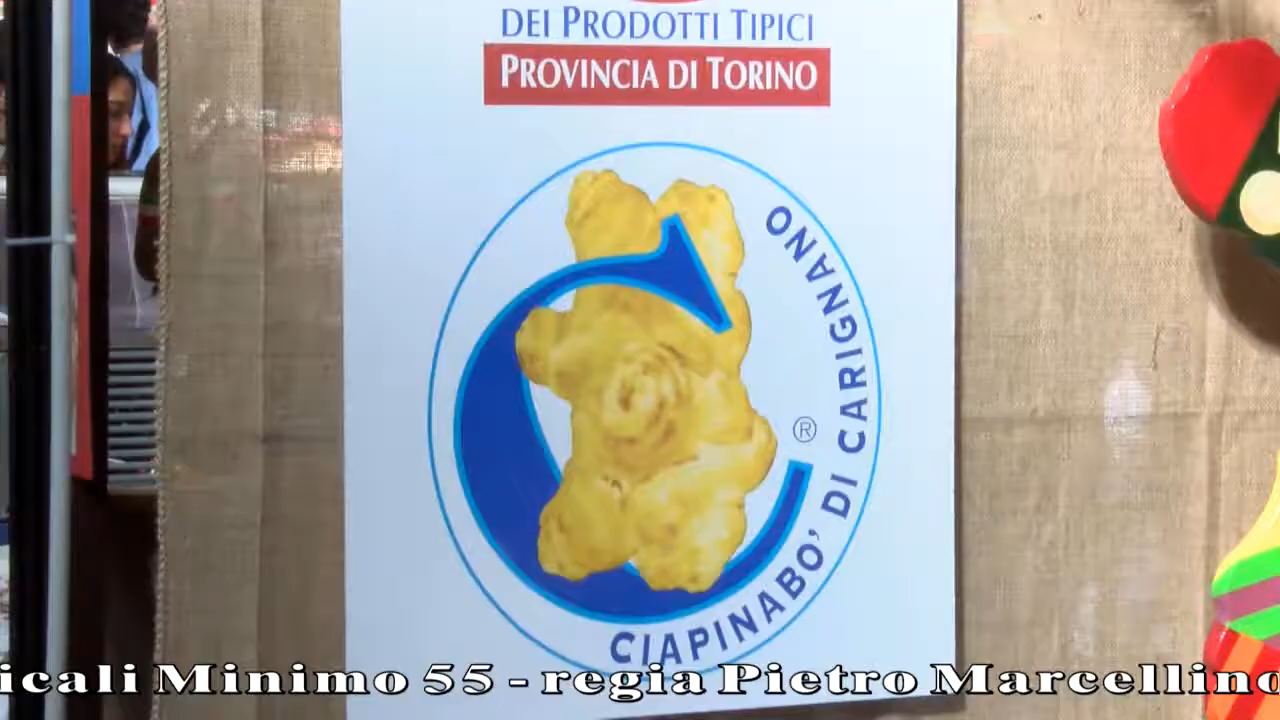 DEI PRODOTTI TIPICI
PROVINCIA DI TORINO
CIAPINABO' DI CARIGNANO
®
icali Minimo 55 - regia Pietro Marcellino